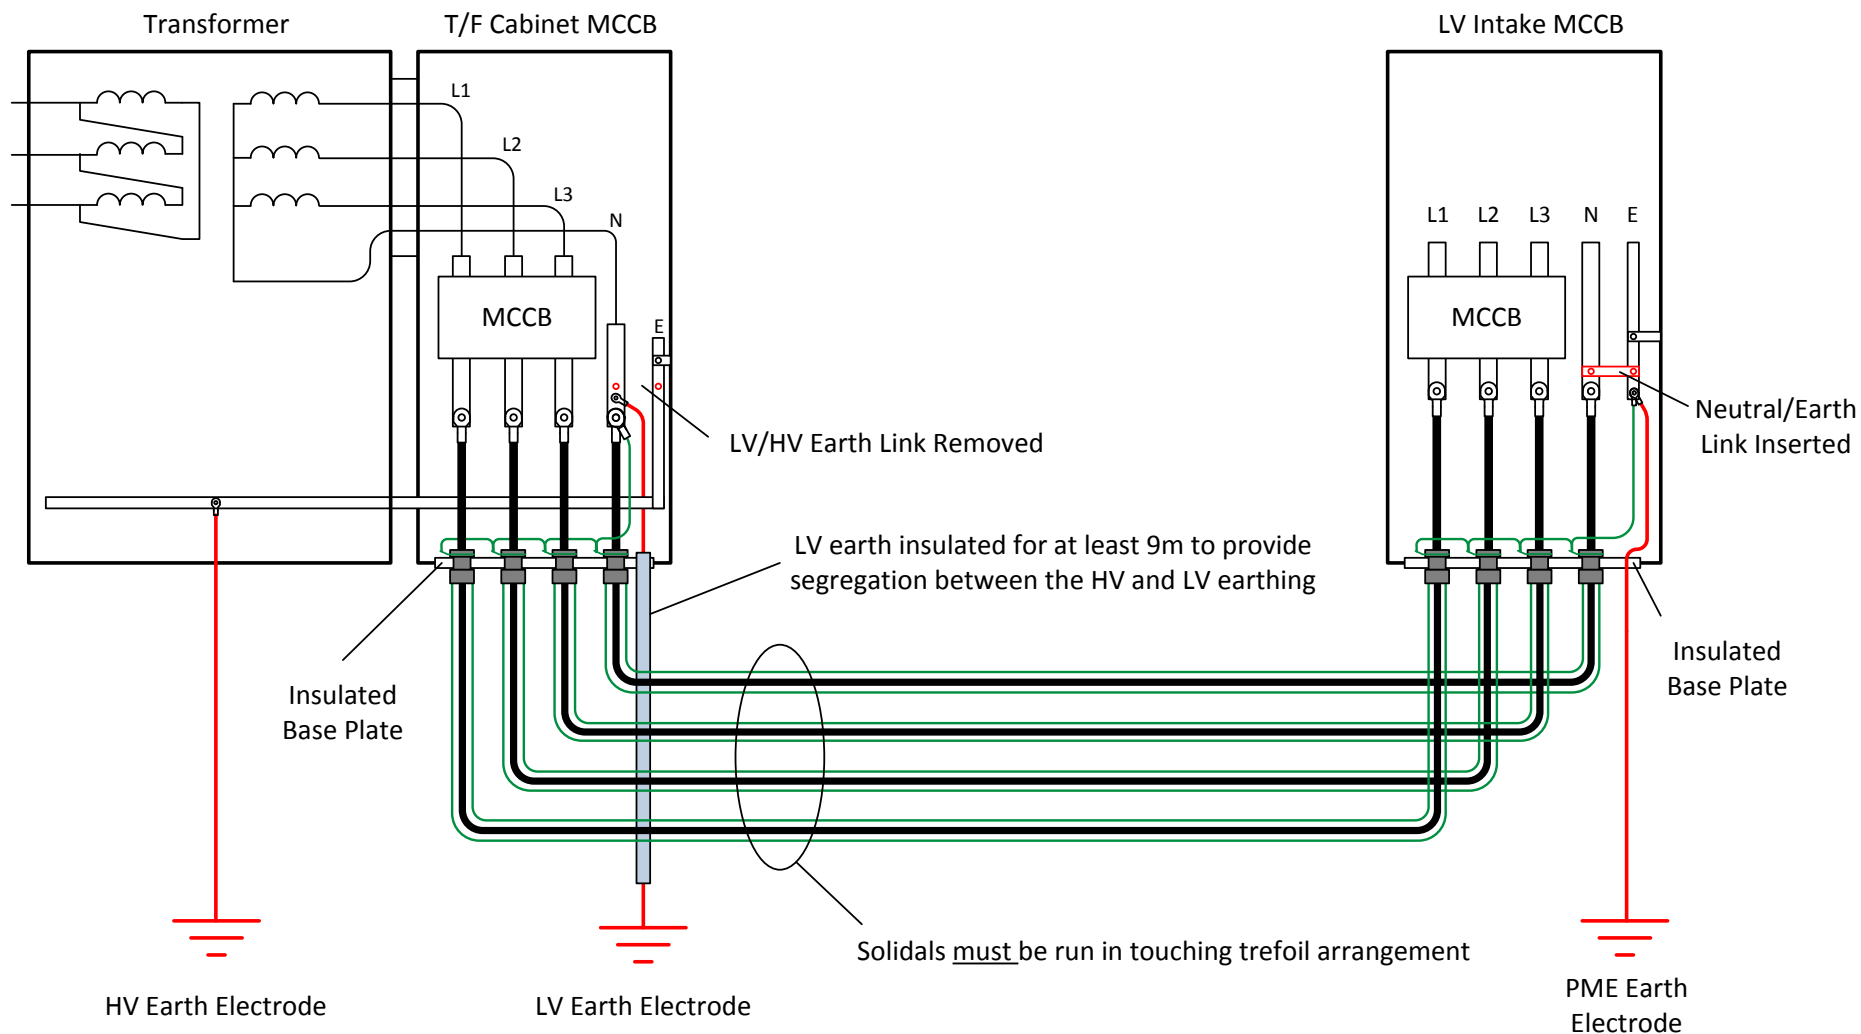 Transformer
T/F Cabinet MCCB
LV Intake MCCB
L1
L2
L3
N
E
MCCB
L1
L2
L3
N
E
MCCB
LV/HV Earth Link Removed
Neutral/Earth
Link Inserted
LV earth insulated for at least 9m to provide
segregation between the HV and LV earthing
Insulated
Base Plate
Insulated
Base Plate
Solidals must be run in touching trefoil arrangement
HV Earth Electrode
LV Earth Electrode
PME Earth
Electrode